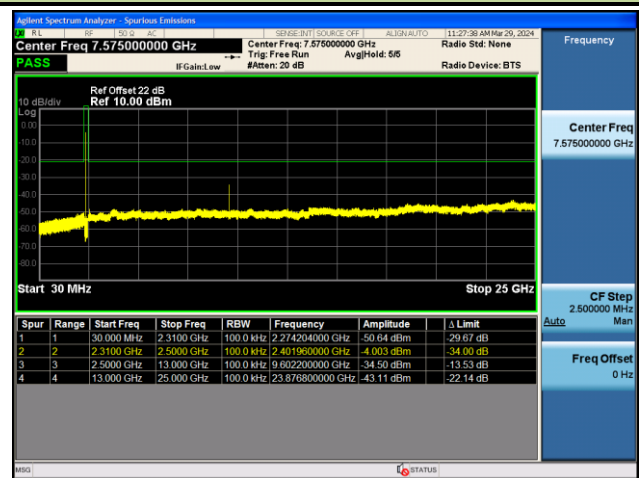 Agilent Spectrum Analyzer - Spurious Emissions
RL RF 50 Ω AC SENSE:INT SOURCE OFF ALIGNAUTO 11:27:38 AM Mar 29, 2024
Center Freq 7.575000000 GHz Center Freq: 7.575000000 GHz Radio Std: None Frequency
Trig: Free Run Avg|Hold: 5/5
PASS IFGain:Low #Atten: 20 dB Radio Device: BTS
Ref Offset 22 dB
10 dB/div Ref 10.00 dBm
Log
0.00
-10.0
-20.0
-30.0
-40.0
-50.0
-60.0
-70.0
-80.0
Start 30 MHz Stop 25 GHz
Center Freq
7.575000000 GHz
CF Step
2.500000 MHz
Auto Man
Freq Offset
0 Hz
Spur Range Start Freq Stop Freq RBW Frequency Amplitude Δ Limit
1 1 30.000 MHz 2.3100 GHz 100.0 kHz 2.274204000 GHz -50.64 dBm -29.67 dB
2 2 2.3100 GHz 2.5000 GHz 100.0 kHz 2.401960000 GHz -4.003 dBm -34.00 dB
3 3 2.5000 GHz 13.000 GHz 100.0 kHz 9.602200000 GHz -34.50 dBm -13.53 dB
4 4 13.000 GHz 25.000 GHz 100.0 kHz 23.876800000 GHz -43.11 dBm -22.14 dB
MSG STATUS